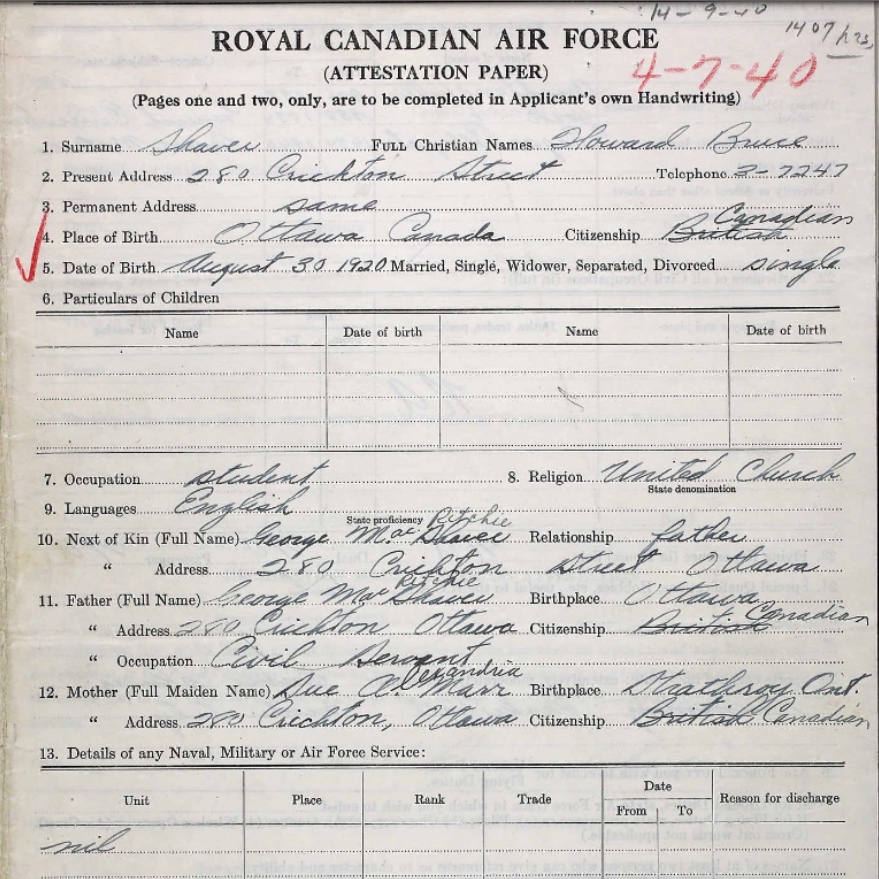 14-9-40
1407 hrs,
ROYAL CANADIAN AIR FORCE
(ATTESTATION PAPER)
4-7-40
(Pages one and two, only, are to be completed in Applicant's own Handwriting)
1. Surname Shaver FULL Christian Names Howard Bruce
2. Present Address 280 Crichton Street Telephone 3-7247
3. Permanent Address same
Canadian
4. Place of Birth Ottawa Canada Citizenship British
5. Date of Birth August 30 1920 Married, Single, Widower, Separated, Divorced single
6. Particulars of Children
Name Date of birth Name Date of birth
7. Occupation student 8. Religion United Church
State denomination
9. Languages English
State proficiency Ritchie
10. Next of Kin (Full Name) George Mac Shaver Relationship father
" Address 280 Crichton Street Ottawa
Ritchie
11. Father (Full Name) George Mac Shaver Birthplace Ottawa
" Address 280 Crichton Ottawa Citizenship British Canadian
" Occupation Civil Servant
lexandria
12. Mother (Full Maiden Name) Sue A. Marr Birthplace Strathroy Ont.
" Address 280 Crichton, Ottawa Citizenship British Canadian
13. Details of any Naval, Military or Air Force Service:
Unit Place Rank Trade Date Reason for discharge
From To
nil